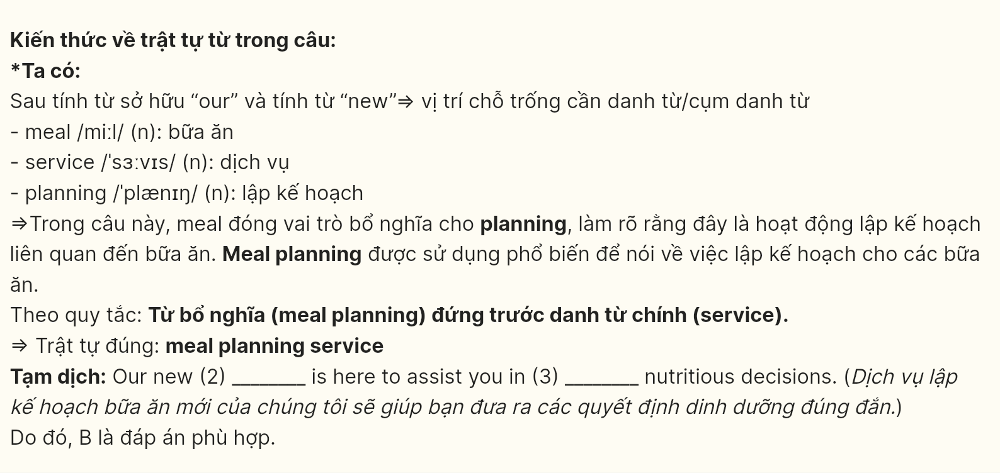 Kiến thức về trật tự từ trong câu:
*Ta có:
Sau tính từ sở hữu “our” và tính từ “new”⇒ vị trí chỗ trống cần danh từ/cụm danh từ
- meal /miːl/ (n): bữa ăn
- service /ˈsɜːvɪs/ (n): dịch vụ
- planning /ˈplænɪŋ/ (n): lập kế hoạch
⇒Trong câu này, meal đóng vai trò bổ nghĩa cho planning, làm rõ rằng đây là hoạt động lập kế hoạch
liên quan đến bữa ăn. Meal planning được sử dụng phổ biến để nói về việc lập kế hoạch cho các bữa
ăn.
Theo quy tắc: Từ bổ nghĩa (meal planning) đứng trước danh từ chính (service).
⇒ Trật tự đúng: meal planning service
Tạm dịch: Our new (2) ________ is here to assist you in (3) ________ nutritious decisions. (Dịch vụ lập
kế hoạch bữa ăn mới của chúng tôi sẽ giúp bạn đưa ra các quyết định dinh dưỡng đúng đắn.)
Do đó, B là đáp án phù hợp.